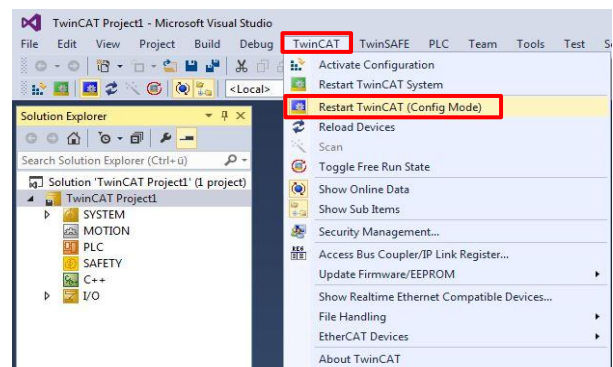 TwinCAT Project1 - Microsoft Visual Studio
File Edit View Project Build Debug TwinCAT TwinSAFE PLC Team Tools Test
<Local>
Solution Explorer
Search Solution Explorer (Ctrl+ü)
Solution 'TwinCAT Project1' (1 project)
TwinCAT Project1
SYSTEM
MOTION
PLC
SAFETY
C++
I/O
Activate Configuration
Restart TwinCAT System
Restart TwinCAT (Config Mode)
Reload Devices
Scan
Toggle Free Run State
Show Online Data
Show Sub Items
Security Management...
Access Bus Coupler/IP Link Register...
Update Firmware/EEPROM
Show Realtime Ethernet Compatible Devices...
File Handling
EtherCAT Devices
About TwinCAT